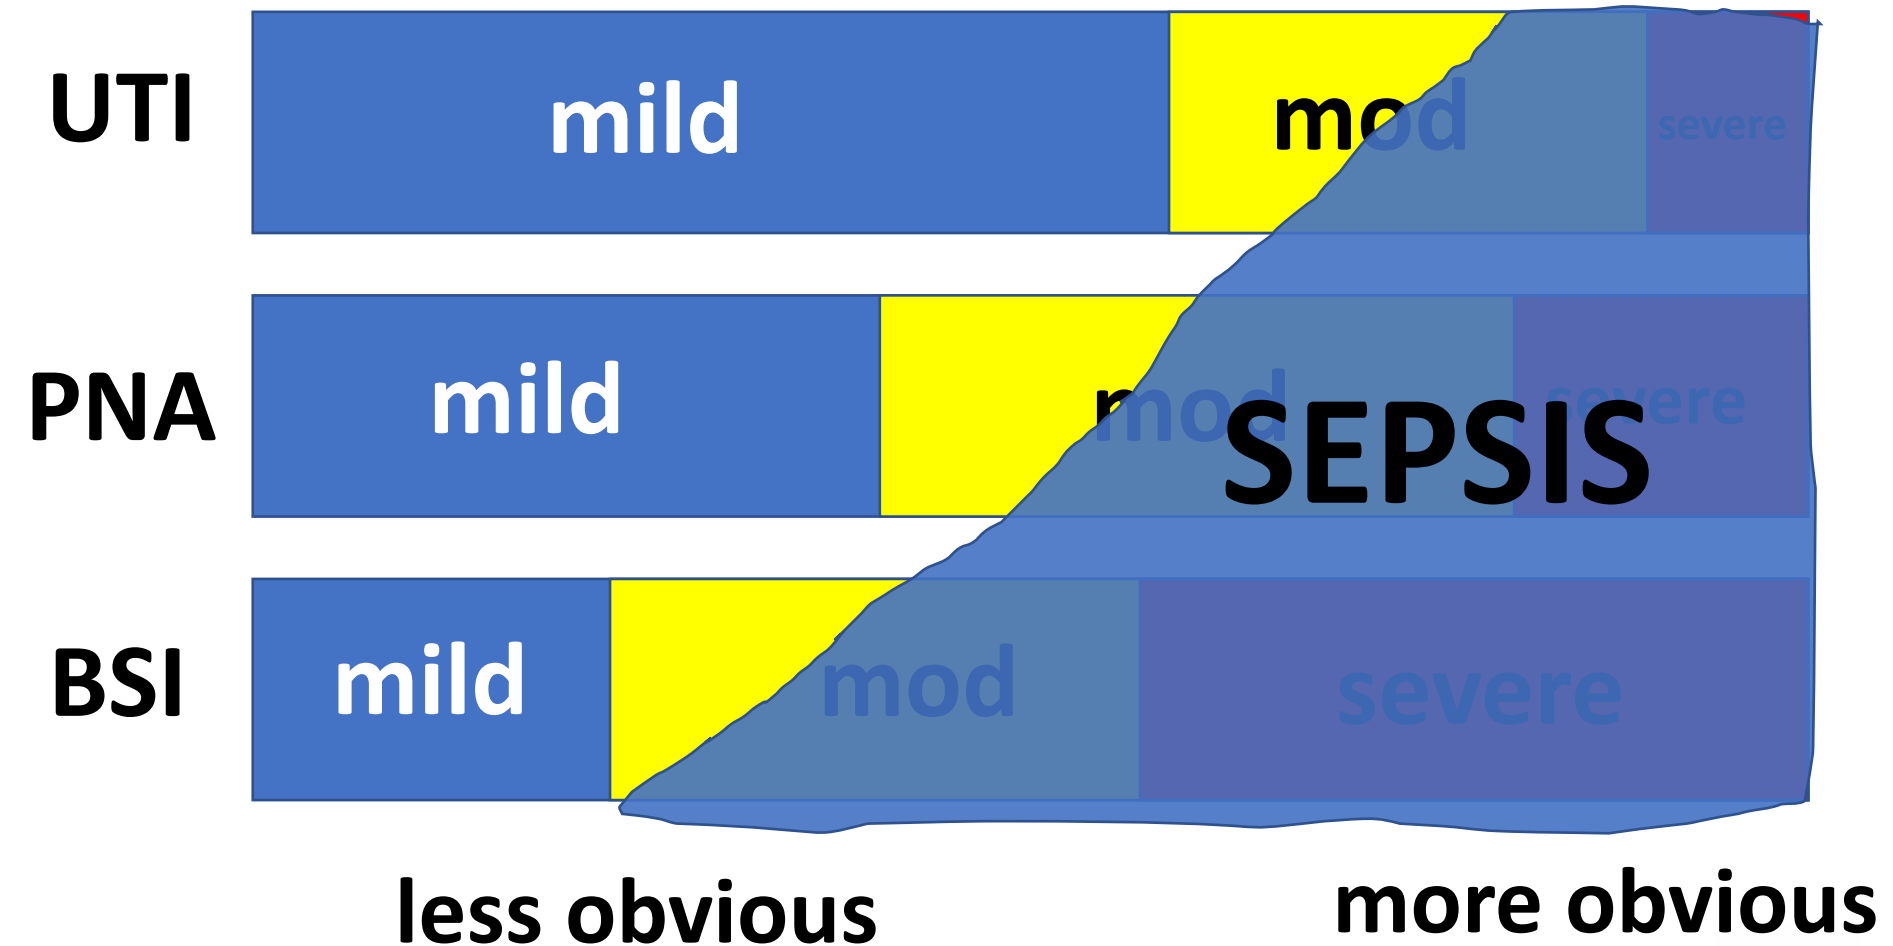 UTI mild mod severe
PNA mild mod severe
SEPSIS
BSI mild mod severe
less obvious more obvious